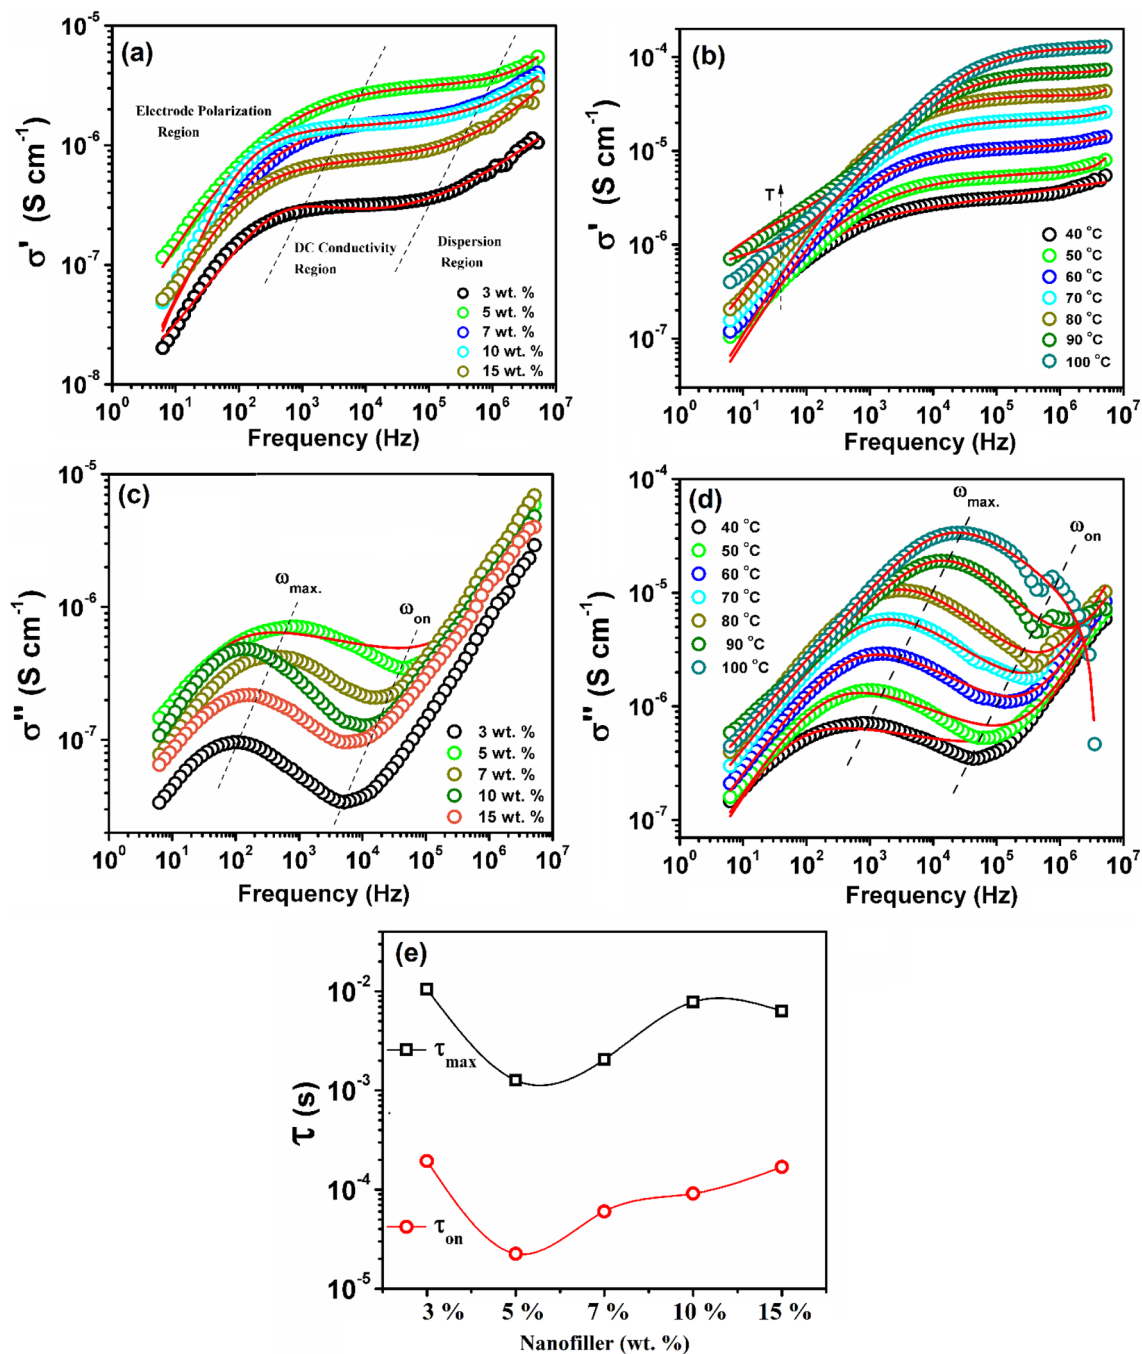 (a)
10⁻⁵
10⁻⁶
10⁻⁷
10⁻⁸
σ' (S cm⁻¹)
Electrode Polarization
Region
DC Conductivity
Region
Dispersion
Region
3 wt. %
5 wt. %
7 wt. %
10 wt. %
15 wt. %
10⁰ 10¹ 10² 10³ 10⁴ 10⁵ 10⁶ 10⁷
Frequency (Hz)
(b)
10⁻⁴
10⁻⁵
10⁻⁶
10⁻⁷
σ' (S cm⁻¹)
T
40 °C
50 °C
60 °C
70 °C
80 °C
90 °C
100 °C
10⁰ 10¹ 10² 10³ 10⁴ 10⁵ 10⁶ 10⁷
Frequency (Hz)
(c)
10⁻⁵
10⁻⁶
10⁻⁷
σ'' (S cm⁻¹)
ωmax.
ωon
3 wt. %
5 wt. %
7 wt. %
10 wt. %
15 wt. %
10⁰ 10¹ 10² 10³ 10⁴ 10⁵ 10⁶ 10⁷
Frequency (Hz)
(d)
10⁻⁴
10⁻⁵
10⁻⁶
10⁻⁷
σ'' (S cm⁻¹)
ωmax.
ωon
40 °C
50 °C
60 °C
70 °C
80 °C
90 °C
100 °C
10⁰ 10¹ 10² 10³ 10⁴ 10⁵ 10⁶ 10⁷
Frequency (Hz)
(e)
10⁻²
10⁻³
10⁻⁴
10⁻⁵
τ (s)
τmax
τon
3 % 5 % 7 % 10 % 15 %
Nanofiller (wt. %)